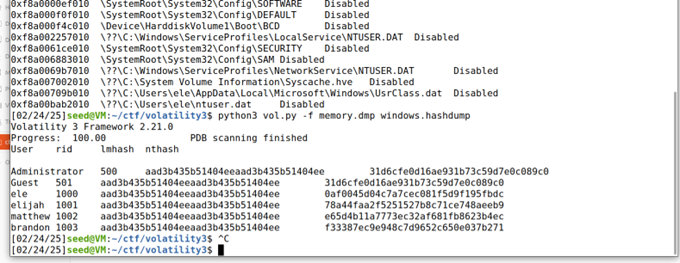 0xf8a0000ef010 \SystemRoot\System32\Config\SOFTWARE Disabled
0xf8a000f0f010 \SystemRoot\System32\Config\DEFAULT Disabled
0xf8a000f4c010 \Device\HarddiskVolume1\Boot\BCD Disabled
0xf8a002257010 \??\C:\Windows\ServiceProfiles\LocalService\NTUSER.DAT Disabled
0xf8a0061ce010 \SystemRoot\System32\Config\SECURITY Disabled
0xf8a006883010 \SystemRoot\System32\Config\SAM Disabled
0xf8a0069b7010 \??\C:\Windows\ServiceProfiles\NetworkService\NTUSER.DAT Disabled
0xf8a007002010 \??\C:\System Volume Information\Syscache.hve Disabled
0xf8a00709b010 \??\C:\Users\ele\AppData\Local\Microsoft\Windows\UsrClass.dat Disabled
0xf8a00bab2010 \??\C:\Users\ele\ntuser.dat Disabled
[02/24/25]seed@VM:~/ctf/volatility3$ python3 vol.py -f memory.dmp windows.hashdump
Volatility 3 Framework 2.21.0
Progress: 100.00 PDB scanning finished
User rid lmhash nthash
Administrator 500 aad3b435b51404eeaad3b435b51404ee 31d6cfe0d16ae931b73c59d7e0c089c0
Guest 501 aad3b435b51404eeaad3b435b51404ee 31d6cfe0d16ae931b73c59d7e0c089c0
ele 1000 aad3b435b51404eeaad3b435b51404ee 0af0045d04c7a7cec081f5d9f195fbdc
elijah 1001 aad3b435b51404eeaad3b435b51404ee 78a44faa2f5251527b8c71ce748aeeb9
matthew 1002 aad3b435b51404eeaad3b435b51404ee e65d4b11a7773ec32af681fb8623b4ec
brandon 1003 aad3b435b51404eeaad3b435b51404ee f33387ec9e948c7d9652c650e037b271
[02/24/25]seed@VM:~/ctf/volatility3$ ^C
[02/24/25]seed@VM:~/ctf/volatility3$